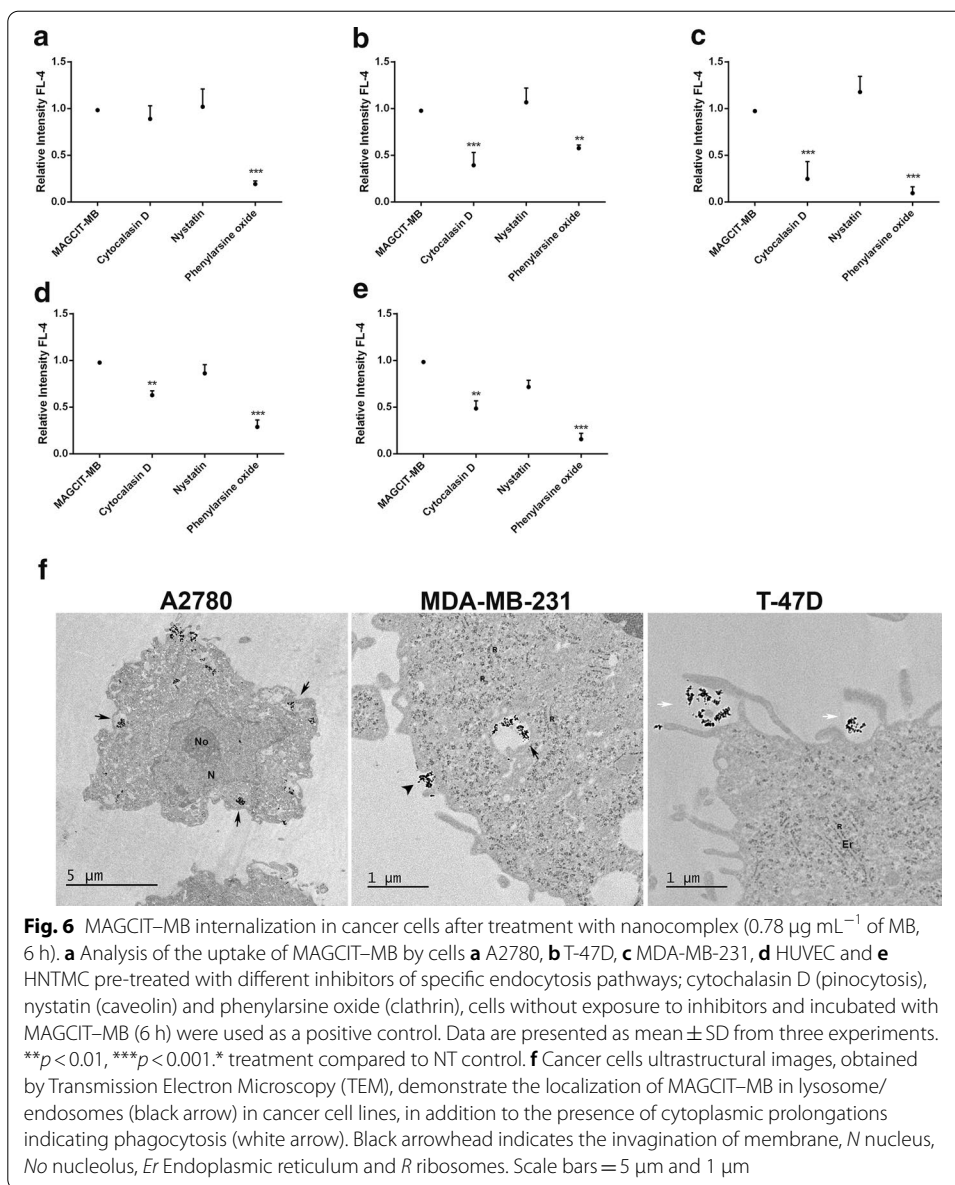 a
b
c
Relative Intensity FL-4
1.5
1.0
0.5
0.0
***
MAGCIT-MB
Cytocalasin D
Nystatin
Phenylarsine oxide
Relative Intensity FL-4
1.5
1.0
0.5
0.0
***
**
MAGCIT-MB
Cytocalasin D
Nystatin
Phenylarsine oxide
Relative Intensity FL-4
1.5
1.0
0.5
0.0
***
***
MAGCIT-MB
Cytocalasin D
Nystatin
Phenylarsine oxide
d
e
Relative Intensity FL-4
1.5
1.0
0.5
0.0
**
***
MAGCIT-MB
Cytocalasin D
Nystatin
Phenylarsine oxide
Relative Intensity FL-4
1.5
1.0
0.5
0.0
**
***
MAGCIT-MB
Cytocalasin D
Nystatin
Phenylarsine oxide
f
A2780
MDA-MB-231
T-47D
No
N
5 µm
R
R
R
1 µm
R
Er
1 µm
Fig. 6 MAGCIT–MB internalization in cancer cells after treatment with nanocomplex (0.78 µg mL−1 of MB,
6 h). a Analysis of the uptake of MAGCIT–MB by cells a A2780, b T-47D, c MDA-MB-231, d HUVEC and e
HNTMC pre-treated with different inhibitors of specific endocytosis pathways; cytochalasin D (pinocytosis),
nystatin (caveolin) and phenylarsine oxide (clathrin), cells without exposure to inhibitors and incubated with
MAGCIT–MB (6 h) were used as a positive control. Data are presented as mean ± SD from three experiments.
**p < 0.01, ***p < 0.001.* treatment compared to NT control. f Cancer cells ultrastructural images, obtained
by Transmission Electron Microscopy (TEM), demonstrate the localization of MAGCIT–MB in lysosome/
endosomes (black arrow) in cancer cell lines, in addition to the presence of cytoplasmic prolongations
indicating phagocytosis (white arrow). Black arrowhead indicates the invagination of membrane, N nucleus,
No nucleolus, Er Endoplasmic reticulum and R ribosomes. Scale bars = 5 µm and 1 µm